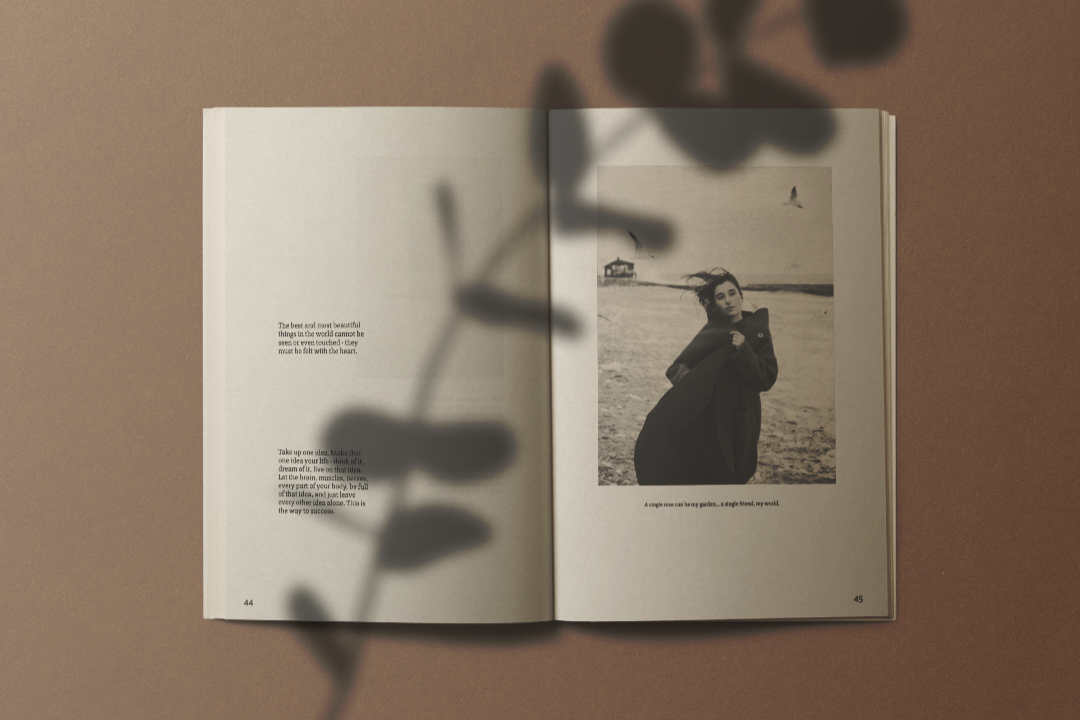 The best and most beautiful
things in the world cannot be
seen or even touched - they
must be felt with the heart.
Take up one idea. Make that
one idea your life - think of it,
dream of it, live on that idea.
Let the brain, muscles, nerves,
every part of your body, be full
of that idea, and just leave
every other idea alone. This is
the way to success.
44
A single rose can be my garden... a single friend, my world.
45